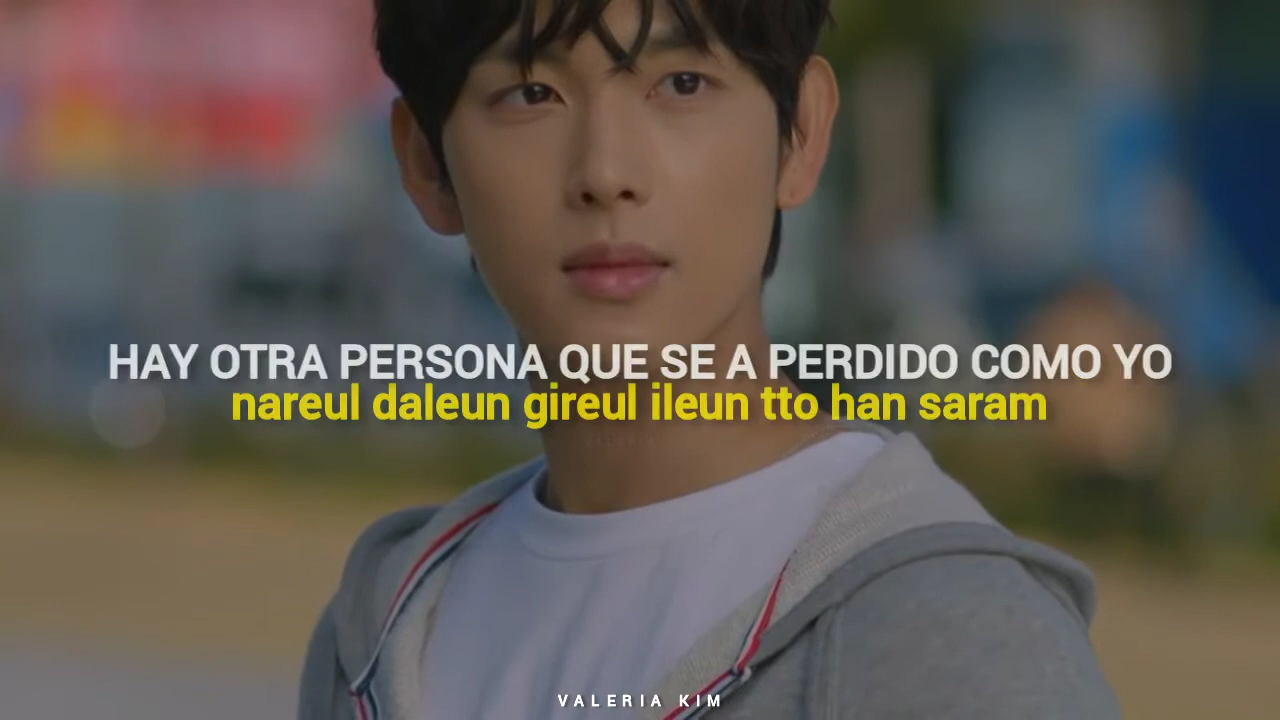 HAY OTRA PERSONA QUE SE A PERDIDO COMO YO
nareul daleun gireul ileun tto han saram
VALERIA KIM